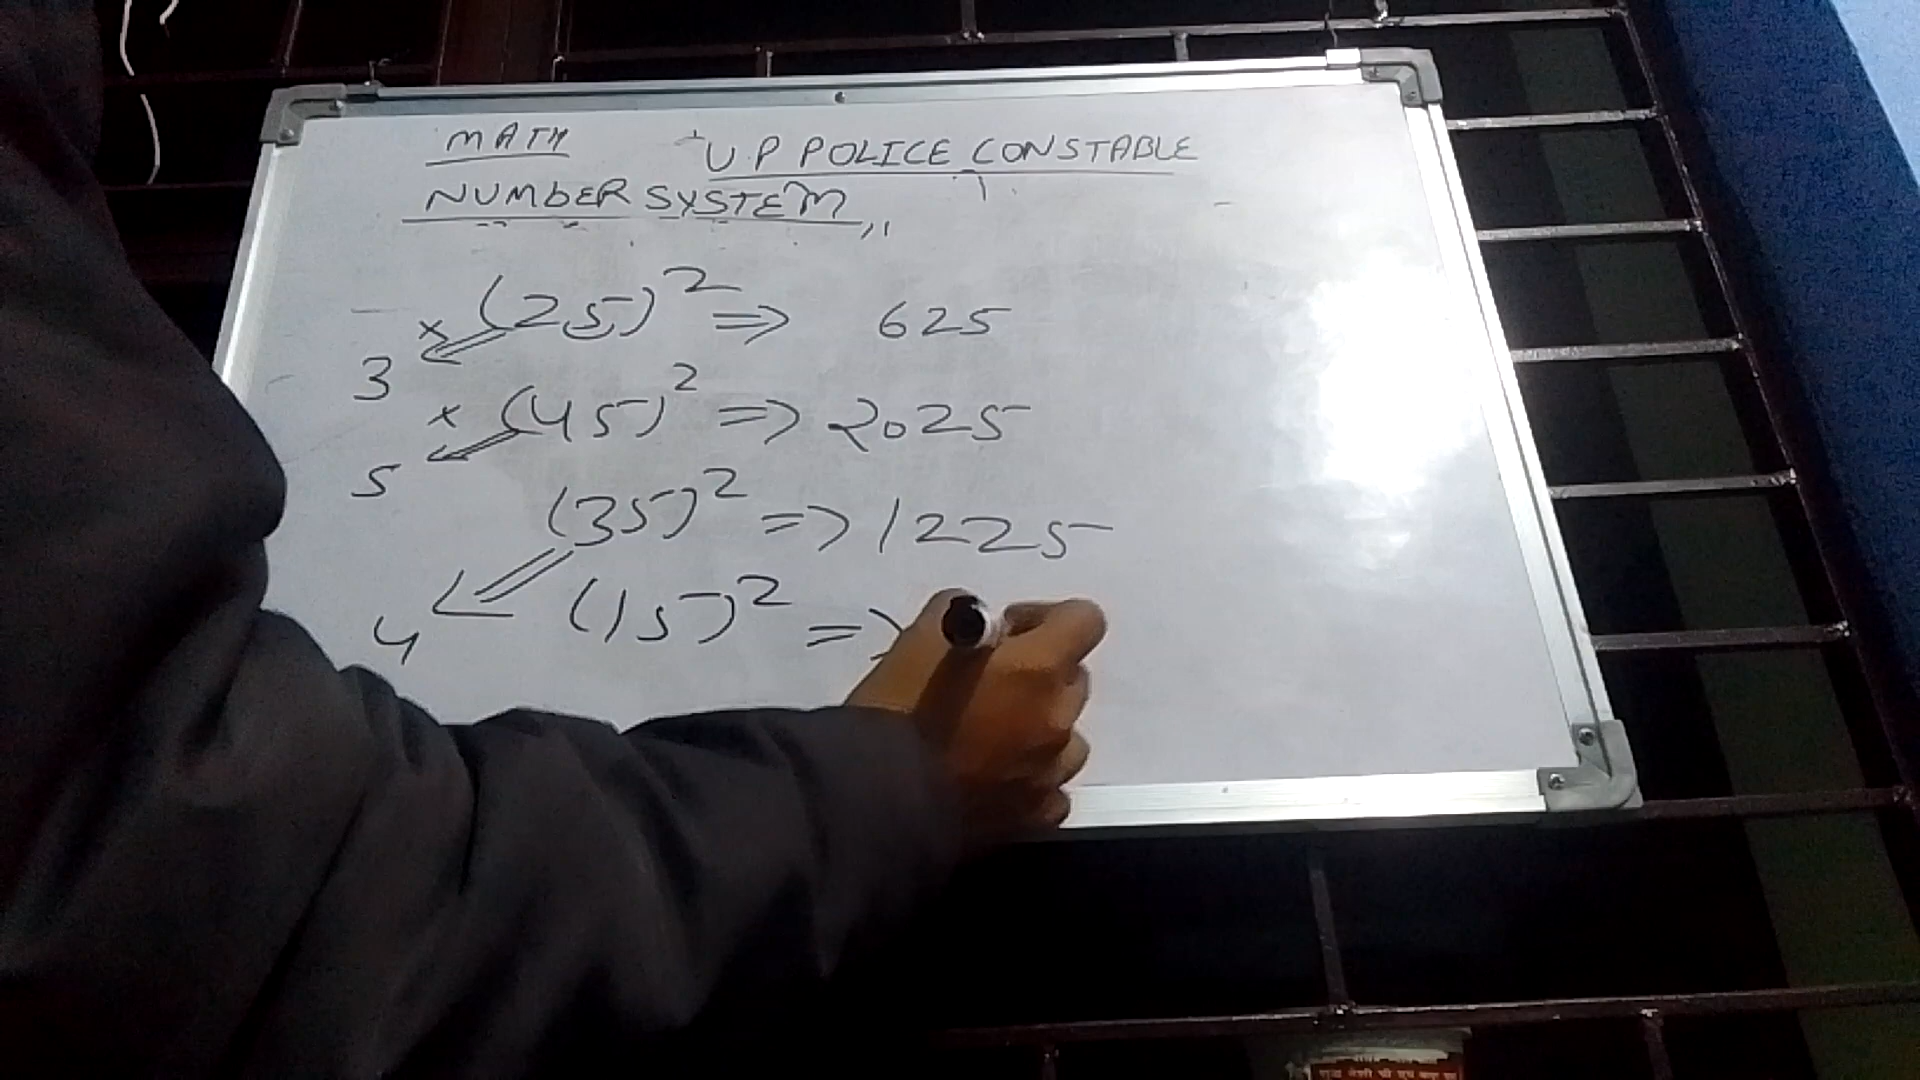 MATH UP POLICE CONSTABLE
NUMBER SYSTEM
× (25)² => 625
3
× (45)² => 2025
5
(35)² => 1225
4 (15)² =>